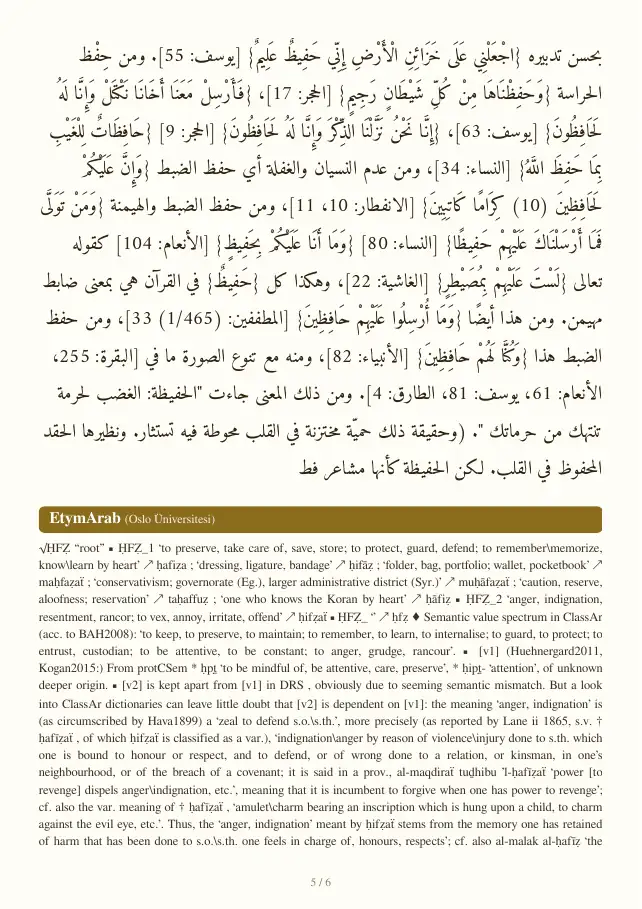 بحسن تدبيره {اجْعَلْنِي عَلَى خَزَائِنِ الْأَرْضِ إِنِّي حَفِيظٌ عَلِيمٌ} [يوسف: 55]. ومن حِفْظ
الحراسة {وَحَفِظْنَاهَا مِنْ كُلِّ شَيْطَانٍ رَجِيمٍ} [الحجر: 17]، {فَأَرْسِلْ مَعَنَا أَخَانَا نَكْتَلْ وَإِنَّا لَهُ
لَحَافِظُونَ} [يوسف: 63]، {إِنَّا نَحْنُ نَزَّلْنَا الذِّكْرَ وَإِنَّا لَهُ لَحَافِظُونَ} [الحجر: 9] {حَافِظَاتٌ لِلْغَيْبِ
بِمَا حَفِظَ اللَّهُ} [النساء: 34]، ومن عدم النسيان والغفلة أي حفظ الضبط {وَإِنَّ عَلَيْكُمْ
لَحَافِظِينَ (10) كِرَامًا كَاتِبِينَ} [الانفطار: 10، 11]، ومن حفظ الضبط والهيمنة {وَمَنْ تَوَلَّى
فَمَا أَرْسَلْنَاكَ عَلَيْهِمْ حَفِيظًا} [النساء: 80] {وَمَا أَنَا عَلَيْكُمْ بِحَفِيظٍ} [الأنعام: 104] كقوله
تعالى {لَسْتَ عَلَيْهِمْ بِمُصَيْطِرٍ} [الغاشية: 22]، وهكذا كل {حَفِيظٌ} في القرآن هي بمعنى ضابط
مهيمن. ومن هذا أيضًا {وَمَا أُرْسِلُوا عَلَيْهِمْ حَافِظِينَ} [المطففين: (1/465) 33]، ومن حفظ
الضبط هذا {وَكُنَّا لَهُمْ حَافِظِينَ} [الأنبياء: 82]، ومنه مع تنوع الصورة ما في [البقرة: 255،
الأنعام: 61، يوسف: 81، الطارق: 4]. ومن ذلك المعنى جاءت "الحفيظة: الغضب لحرمة
تنتهك من حرماتك ". (وحقيقة ذلك حميّة مختزنة في القلب محوطة فيه تستثار. ونظيرها الحقد
المحفوظ في القلب. لكن الحفيظة كأنها مشاعر فط
EtymArab (Oslo Üniversitesi)
√ḤFẒ “root” ▪ ḤFẒ_1 ‘to preserve, take care of, save, store; to protect, guard, defend; to remember\memorize,
know\learn by heart’ ↗ ḥafiẓa ; ‘dressing, ligature, bandage’ ↗ ḥifāẓ ; ‘folder, bag, portfolio; wallet, pocketbook’ ↗
maḥfaẓaẗ ; ‘conservativism; governorate (Eg.), larger administrative district (Syr.)’ ↗ muḥāfaẓaẗ ; ‘caution, reserve,
aloofness; reservation’ ↗ taḥaffuẓ ; ‘one who knows the Koran by heart’ ↗ ḥāfiẓ ▪ ḤFẒ_2 ‘anger, indignation,
resentment, rancor; to vex, annoy, irritate, offend’ ↗ ḥifẓaẗ ▪ ḤFẒ_ ‘’ ↗ ḥfẓ ♦ Semantic value spectrum in ClassAr
(acc. to BAH2008): ‘to keep, to preserve, to maintain; to remember, to learn, to internalise; to guard, to protect; to
entrust, custodian; to be attentive, to be constant; to anger, grudge, rancour’. ▪ [v1] (Huehnergard2011,
Kogan2015:) From protCSem * ḥpṯ̣ ‘to be mindful of, be attentive, care, preserve’, * ḥipṯ̣- ‘attention’, of unknown
deeper origin. ▪ [v2] is kept apart from [v1] in DRS , obviously due to seeming semantic mismatch. But a look
into ClassAr dictionaries can leave little doubt that [v2] is dependent on [v1]: the meaning ‘anger, indignation’ is
(as circumscribed by Hava1899) a ‘zeal to defend s.o.\s.th.’, more precisely (as reported by Lane ii 1865, s.v. †
ḥafīẓaẗ , of which ḥifẓaẗ is classified as a var.), ‘indignation\anger by reason of violence\injury done to s.th. which
one is bound to honour or respect, and to defend, or of wrong done to a relation, or kinsman, in one’s
neighbourhood, or of the breach of a covenant; it is said in a prov., al-maqdiraẗ tuḏhibu ’l-ḥafīẓaẗ ‘power [to
revenge] dispels anger\indignation, etc.’, meaning that it is incumbent to forgive when one has power to revenge’;
cf. also the var. meaning of † ḥafīẓaẗ , ‘amulet\charm bearing an inscription which is hung upon a child, to charm
against the evil eye, etc.’. Thus, the ‘anger, indignation’ meant by ḥifẓaẗ stems from the memory one has retained
of harm that has been done to s.o.\s.th. one feels in charge of, honours, respects’; cf. also al-malak al-ḥafīẓ ‘the
5 / 6